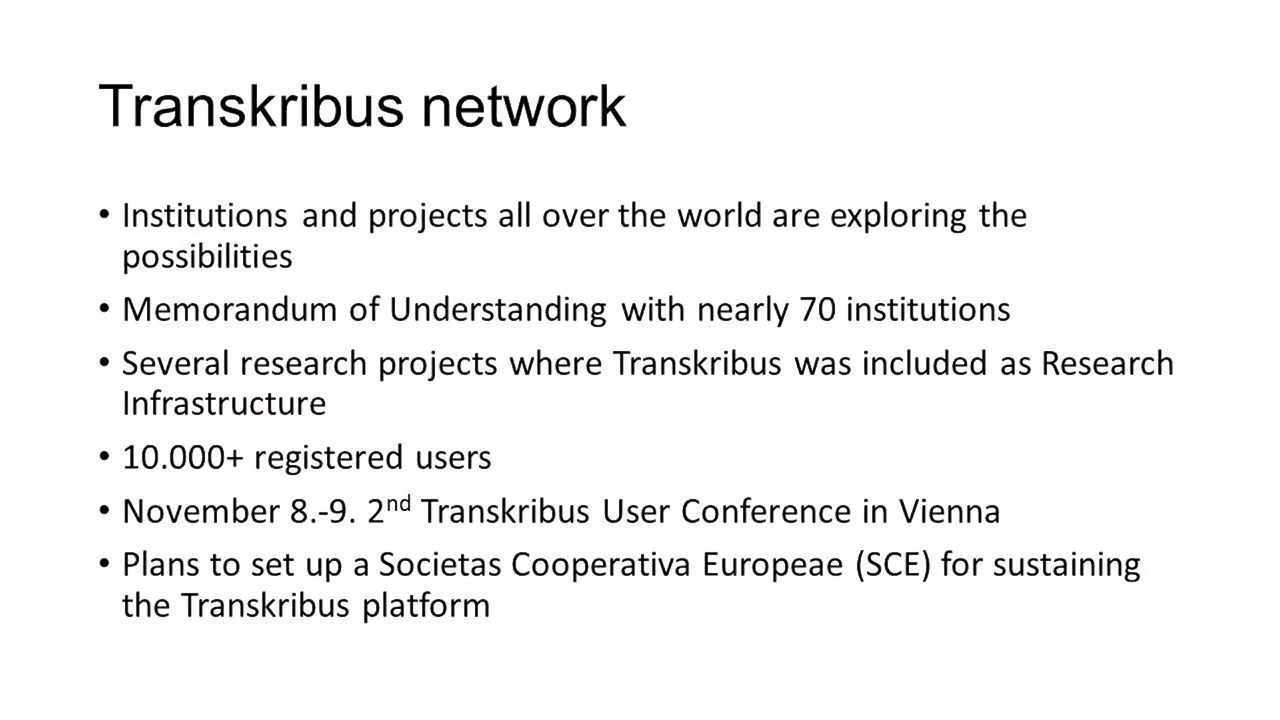 Transkribus network
• Institutions and projects all over the world are exploring the
possibilities
• Memorandum of Understanding with nearly 70 institutions
• Several research projects where Transkribus was included as Research
Infrastructure
• 10.000+ registered users
• November 8.-9. 2nd Transkribus User Conference in Vienna
• Plans to set up a Societas Cooperativa Europeae (SCE) for sustaining
the Transkribus platform